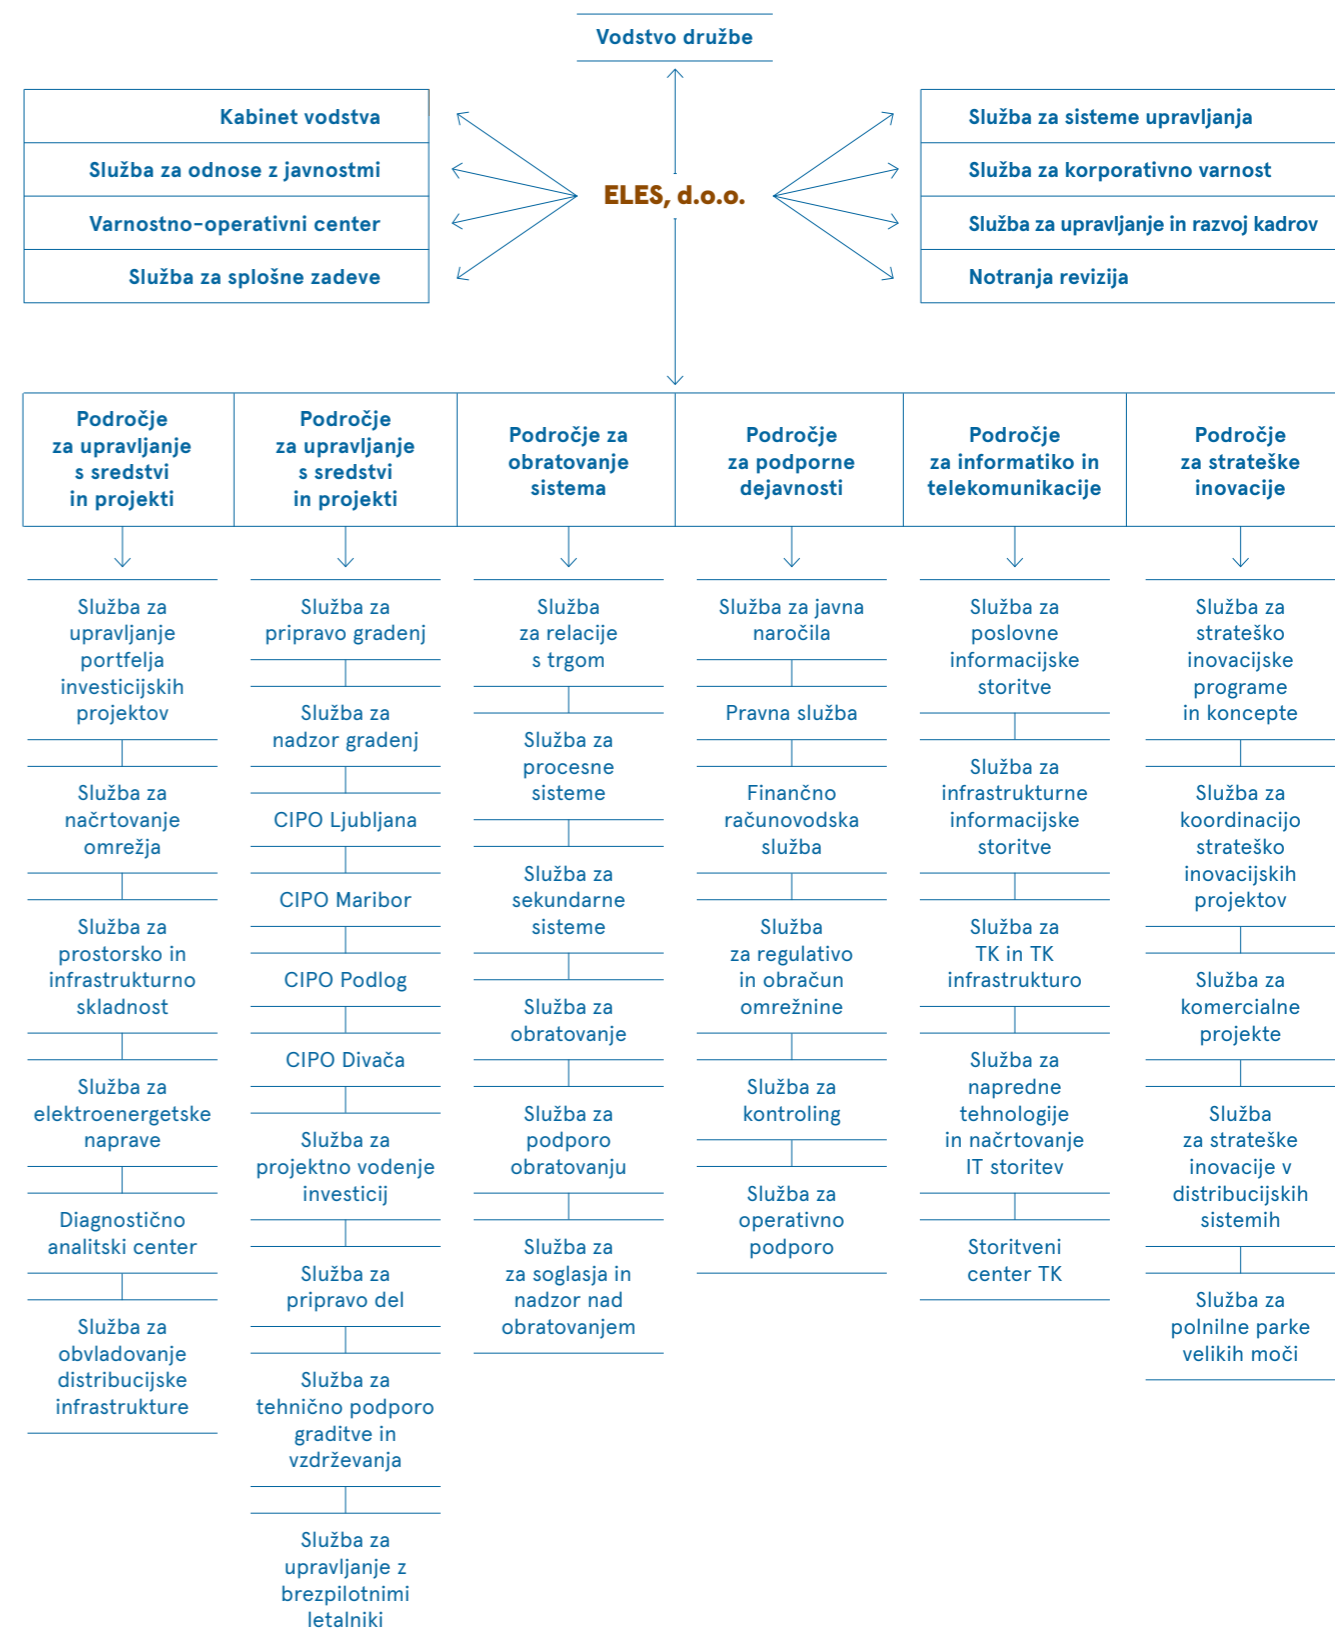 Vodstvo družbe
Kabinet vodstva
Služba za odnose z javnostmi
Varnostno-operativni center
Služba za splošne zadeve
ELES, d.o.o.
Služba za sisteme upravljanja
Služba za korporativno varnost
Služba za upravljanje in razvoj kadrov
Notranja revizija
Področje
za upravljanje
s sredstvi
in projekti
Področje
za upravljanje
s sredstvi
in projekti
Področje za
obratovanje
sistema
Področje
za podporne
dejavnosti
Področje
za informatiko in
telekomunikacije
Področje
za strateške
inovacije
Služba za
upravljanje
portfelja
investicijskih
projektov
Služba za
načrtovanje
omrežja
Služba za
prostorsko in
infrastrukturno
skladnost
Služba za
elektroenergetske
naprave
Diagnostično
analitski center
Služba za
obvladovanje
distribucijske
infrastrukture
Služba za
pripravo gradenj
Služba za
nadzor gradenj
CIPO Ljubljana
CIPO Maribor
CIPO Podlog
CIPO Divača
Služba za
projektno vodenje
investicij
Služba za
pripravo del
Služba za
tehnično podporo
graditve in
vzdrževanja
Služba za
upravljanje z
brezpilotnimi
letalniki
Služba
za relacije
s trgom
Služba za
procesne
sisteme
Služba za
sekundarne
sisteme
Služba za
obratovanje
Služba za
podporo
obratovanju
Služba za
za soglasja in
nadzor nad
obratovanjem
Služba za javna
naročila
Pravna služba
Finančno
računovodska
služba
Služba
za regulativo
in obračun
omrežnine
Služba za
kontroling
Služba za
operativno
podporo
Služba za
poslovne
informacijske
storitve
Služba za
infrastrukturne
informacijske
storitve
Služba za
TK in TK
infrastrukturo
Služba za
napredne
tehnologije
in načrtovanje
IT storitev
Storitveni
center TK
Služba za
strateško
inovacijske
programe
in koncepte
Služba za
koordinacijo
strateško
inovacijskih
projektov
Služba za
komercialne
projekte
Služba
za strateške
inovacije v
distribucijskih
sistemih
Služba za
polnilne parke
velikih moči